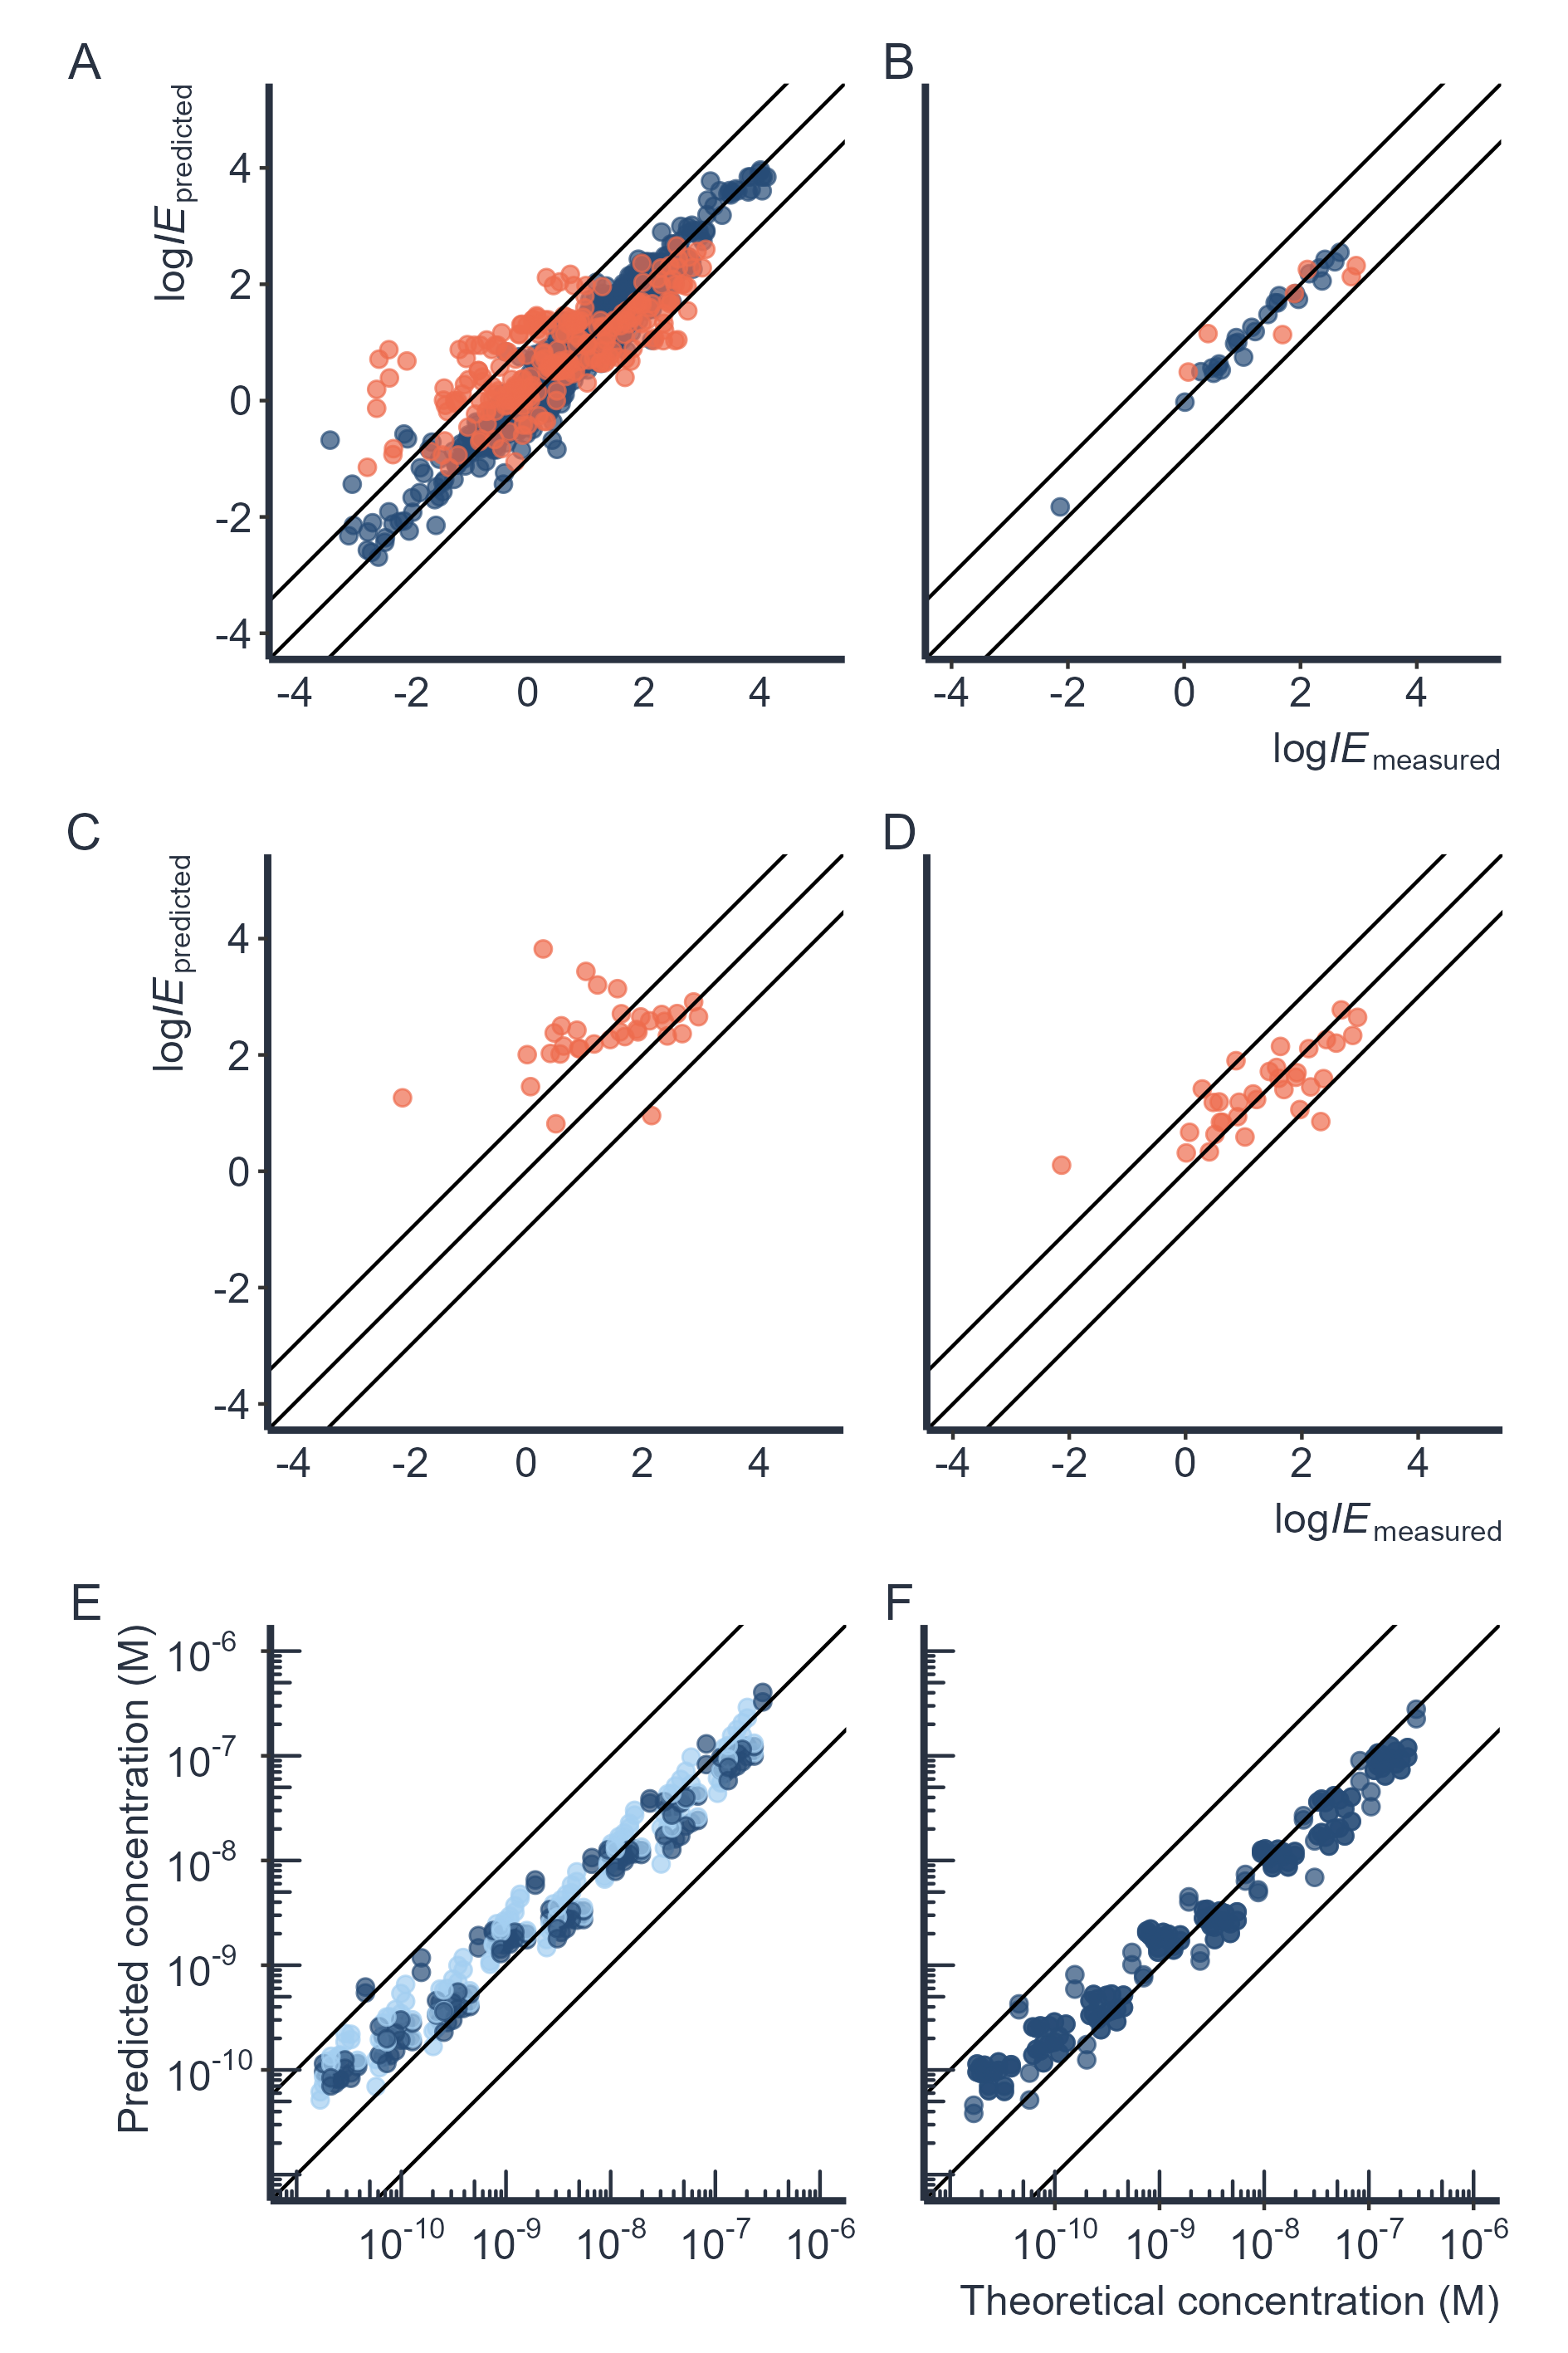 A
B
logIEpredicted
4
2
0
-2
-4
-4 -2 0 2 4
-4 -2 0 2 4
logIEmeasured
C
D
logIEpredicted
4
2
0
-2
-4
-4 -2 0 2 4
-4 -2 0 2 4
logIEmeasured
E
F
Predicted concentration (M)
10-6
10-7
10-8
10-9
10-10
10-10 10-9 10-8 10-7 10-6
10-10 10-9 10-8 10-7 10-6
Theoretical concentration (M)